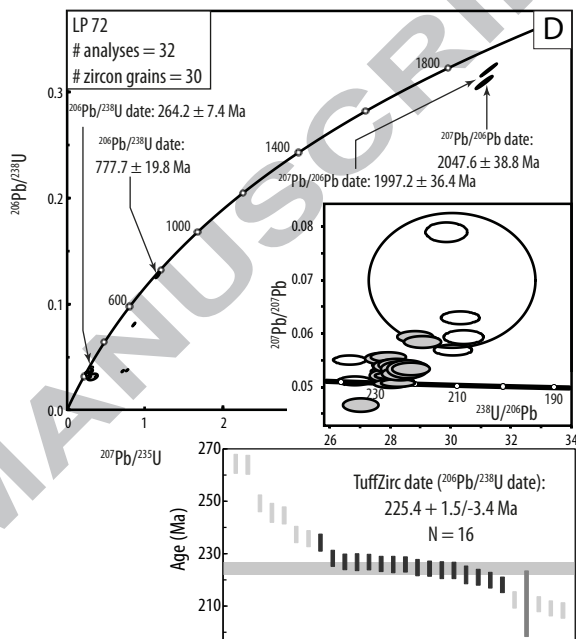 LP 72
# analyses = 32
# zircon grains = 30
D
MANUSCRI
206Pb/238U date: 264.2 ± 7.4 Ma
206Pb/238U date:
777.7 ± 19.8 Ma
207Pb/206Pb date:
2047.6 ± 38.8 Ma
207Pb/206Pb date: 1997.2 ± 36.4 Ma
600
1000
1400
1800
206Pb/238U
0.3
0.2
0.1
0.0
0 1 2
207Pb/235U
207Pb/207Pb
0.08
0.07
0.06
0.05
230 210 190
238U/206Pb
26 28 30 32 34
TuffZirc date (206Pb/238U date):
225.4 + 1.5/-3.4 Ma
N = 16
Age (Ma)
270
250
230
210